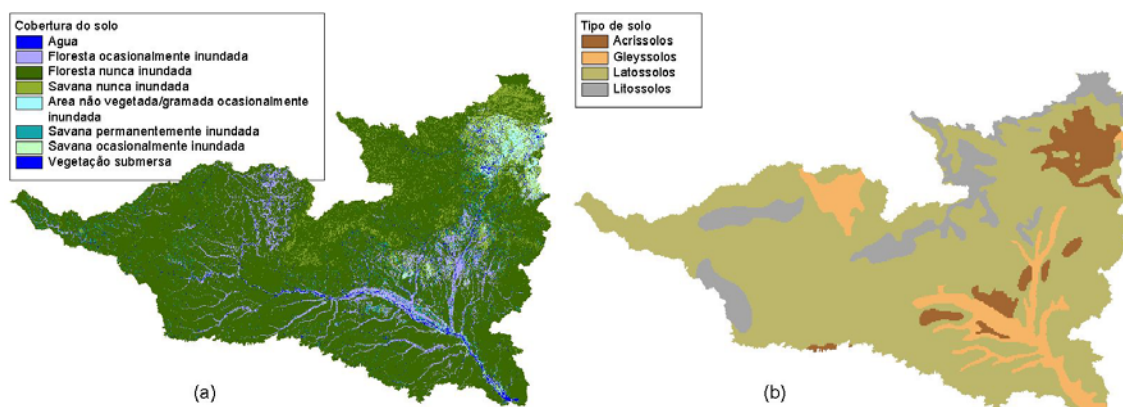 Cobertura do solo
Agua
Floresta ocasionalmente inundada
Floresta nunca inundada
Savana nunca inundada
Area não vegetada/gramada ocasionalmente
inundada
Savana permanentemente inundada
Savana ocasionalmente inundada
Vegetação submersa
(a)
Tipo de solo
Acrissolos
Gleyssolos
Latossolos
Litossolos
(b)